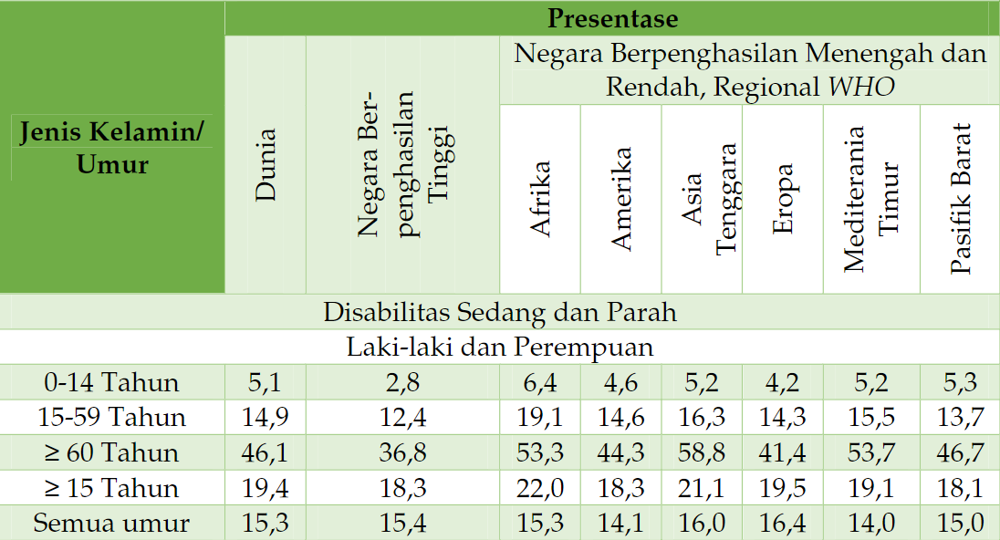 Jenis Kelamin/
Umur
Presentase
Dunia
Negara Ber-
penghasilan
Tinggi
Negara Berpenghasilan Menengah dan
Rendah, Regional WHO
Afrika
Amerika
Asia
Tenggara
Eropa
Mediterania
Timur
Pasifik Barat
Disabilitas Sedang dan Parah
Laki-laki dan Perempuan
0-14 Tahun 5,1 2,8 6,4 4,6 5,2 4,2 5,2 5,3
15-59 Tahun 14,9 12,4 19,1 14,6 16,3 14,3 15,5 13,7
≥ 60 Tahun 46,1 36,8 53,3 44,3 58,8 41,4 53,7 46,7
≥ 15 Tahun 19,4 18,3 22,0 18,3 21,1 19,5 19,1 18,1
Semua umur 15,3 15,4 15,3 14,1 16,0 16,4 14,0 15,0